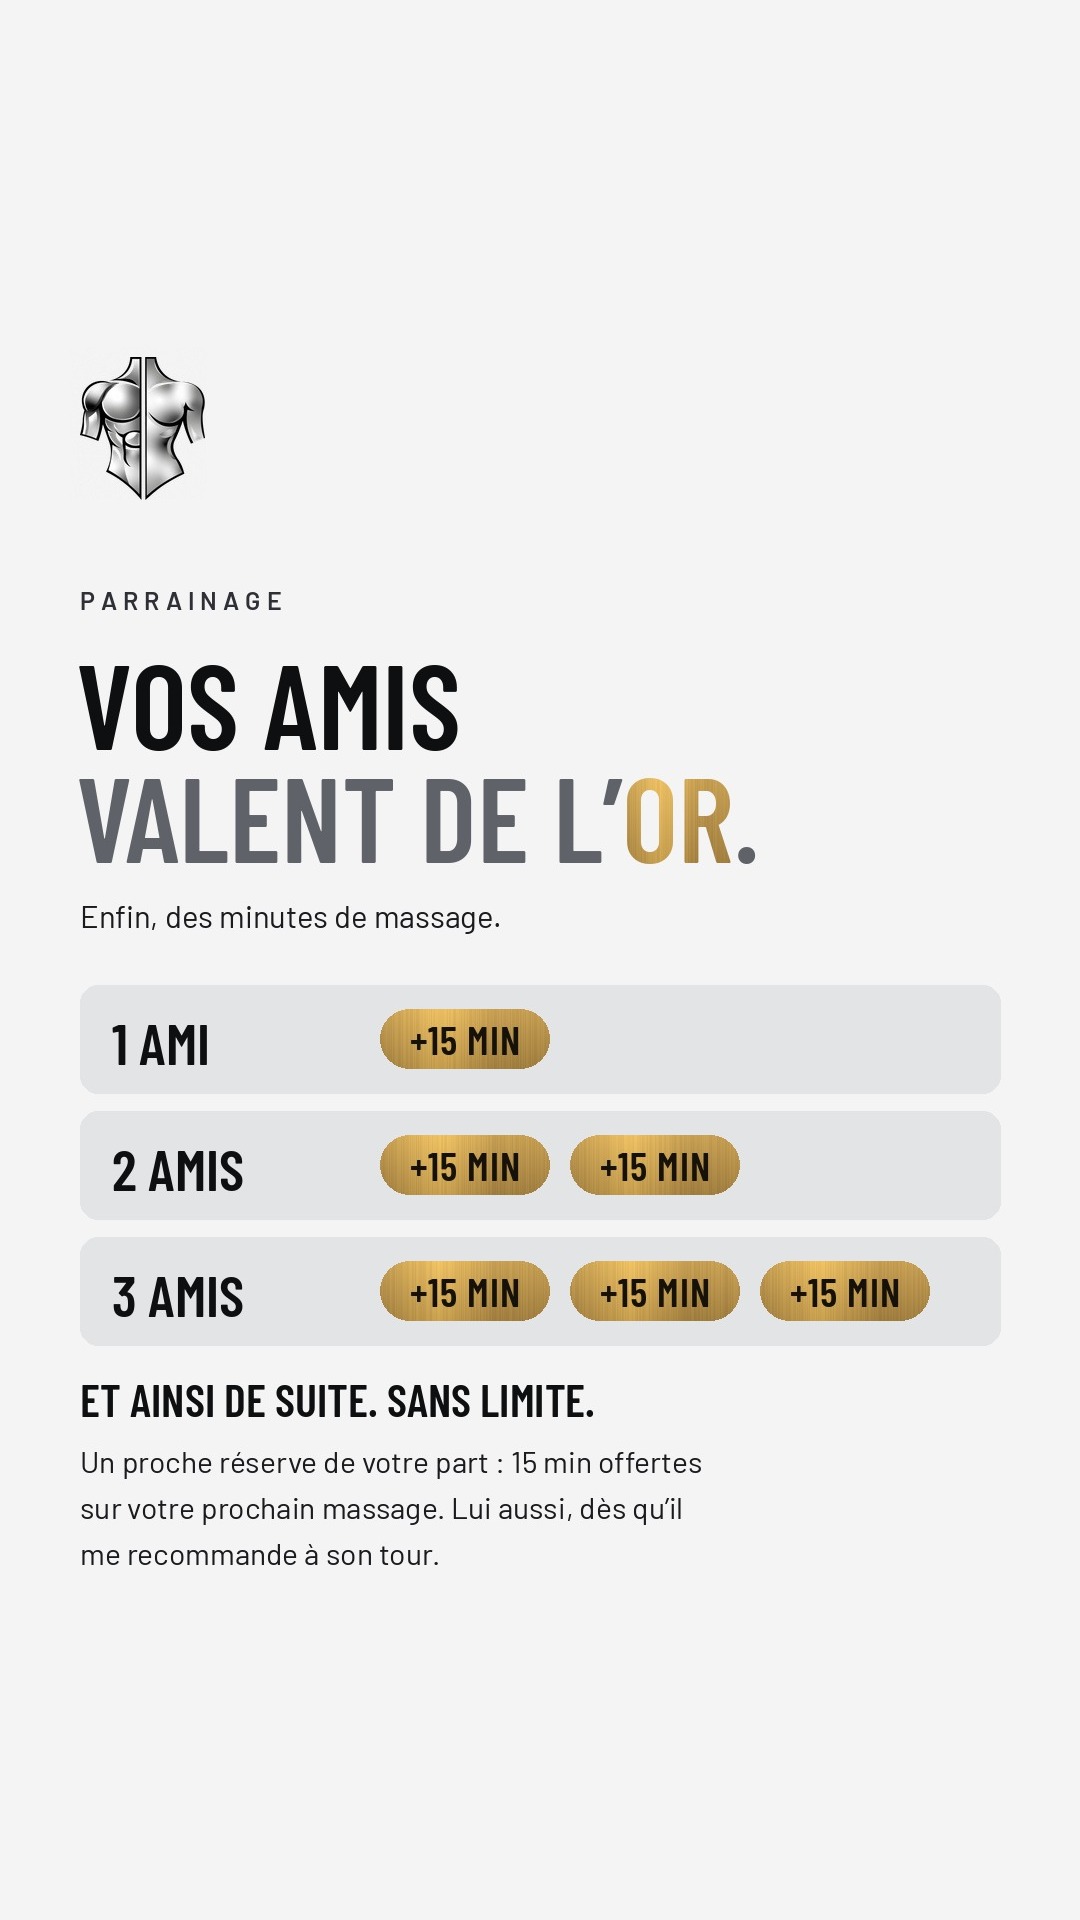 PARRAINAGE
VOS AMIS
VALENT DE L’OR.
Enfin, des minutes de massage.
1 AMI +15 MIN
2 AMIS +15 MIN +15 MIN
3 AMIS +15 MIN +15 MIN +15 MIN
ET AINSI DE SUITE. SANS LIMITE.
Un proche réserve de votre part : 15 min offertes
sur votre prochain massage. Lui aussi, dès qu’il
me recommande à son tour.